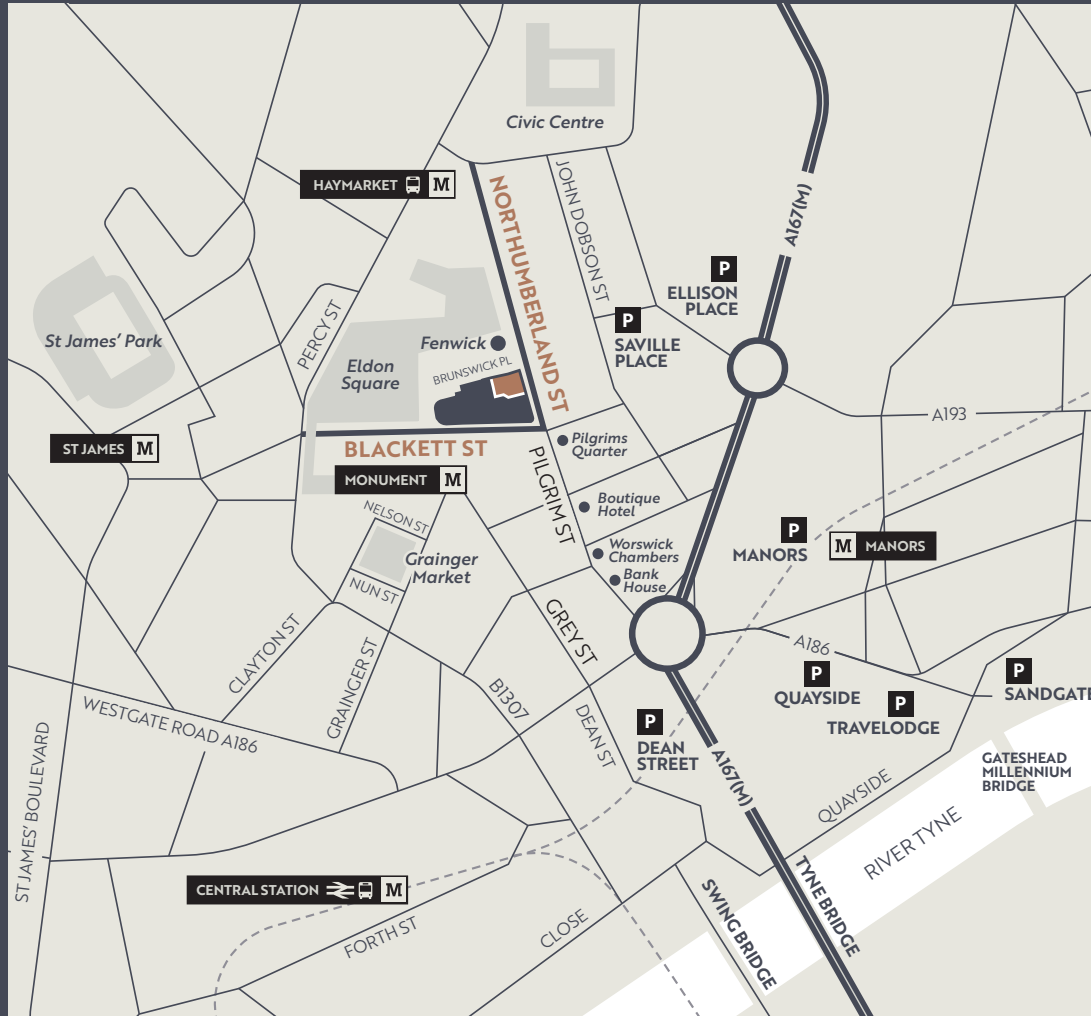 Civic Centre
HAYMARKET M
NORTHUMBERLAND ST
JOHN DOBSON ST
A167(M)
P
ELLISON
PLACE
P
SAVILLE
PLACE
St James' Park
PERCY ST
Eldon
Square
Fenwick
BRUNSWICK PL
A193
ST JAMES M
BLACKETT ST
MONUMENT M
PILGRIM ST
Pilgrims
Quarter
Boutique
Hotel
Worswick
Chambers
Bank
House
P
MANORS
M MANORS
NELSON ST
Grainger
Market
NUN ST
CLAYTON ST
GRAINGER ST
GREY ST
A186
P
QUAYSIDE
P
TRAVELODGE
P
SANDGATE
B1307
WESTGATE ROAD A186
DEAN ST
P
DEAN
STREET
A167(M)
GATESHEAD
MILLENNIUM
BRIDGE
QUAYSIDE
RIVER TYNE
ST JAMES' BOULEVARD
CENTRAL STATION M
FORTH ST
CLOSE
SWING BRIDGE
TYNE BRIDGE